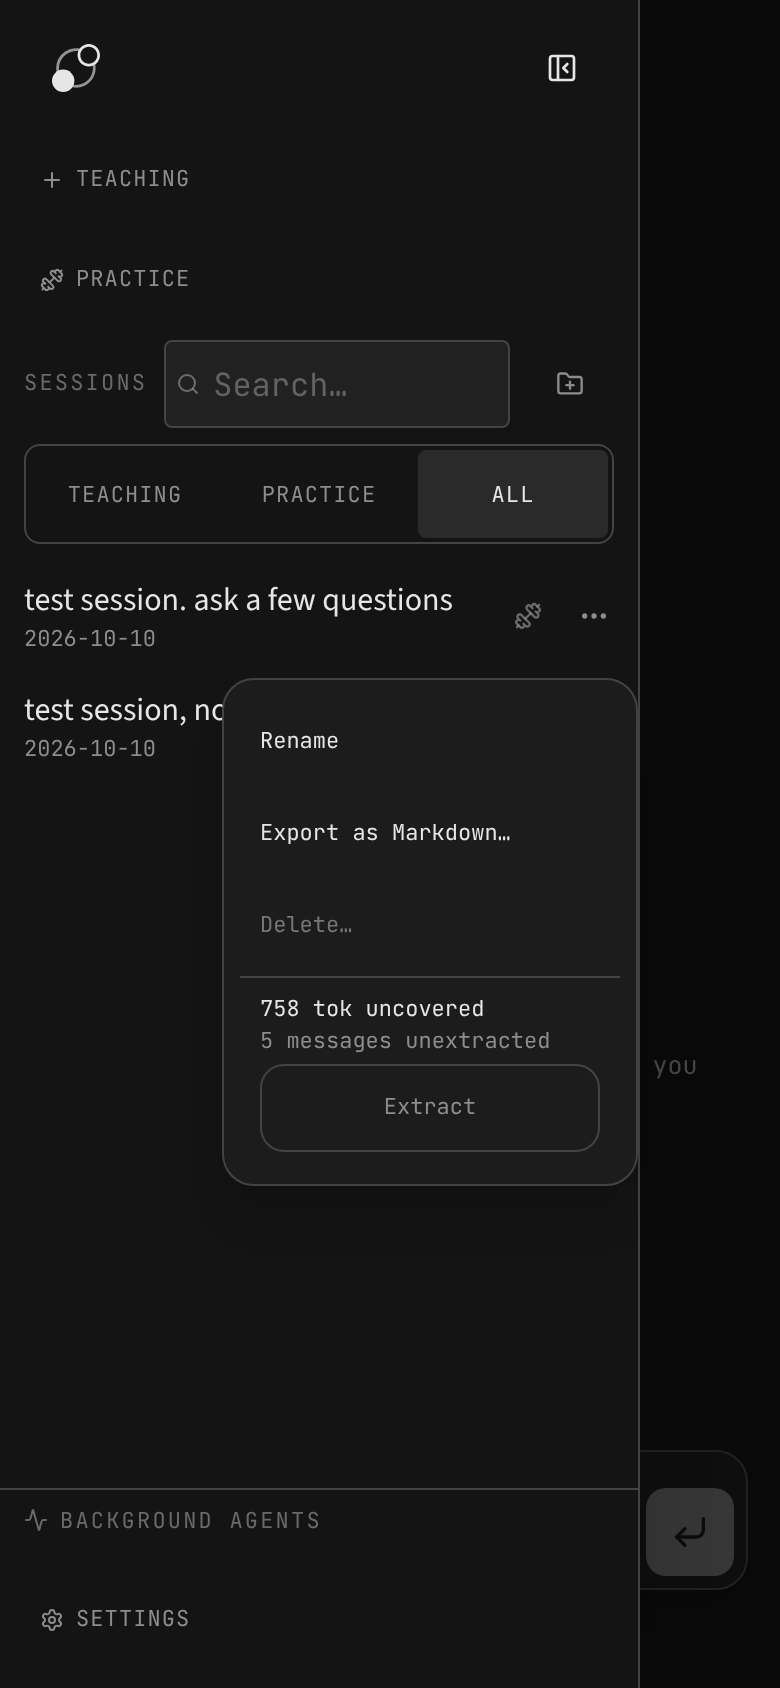 TEACHING
PRACTICE
SESSIONS Search…
TEACHING PRACTICE ALL
test session. ask a few questions
2026-10-10
test session, no
2026-10-10
Rename
Export as Markdown…
Delete…
758 tok uncovered
5 messages unextracted
Extract
you
BACKGROUND AGENTS
SETTINGS